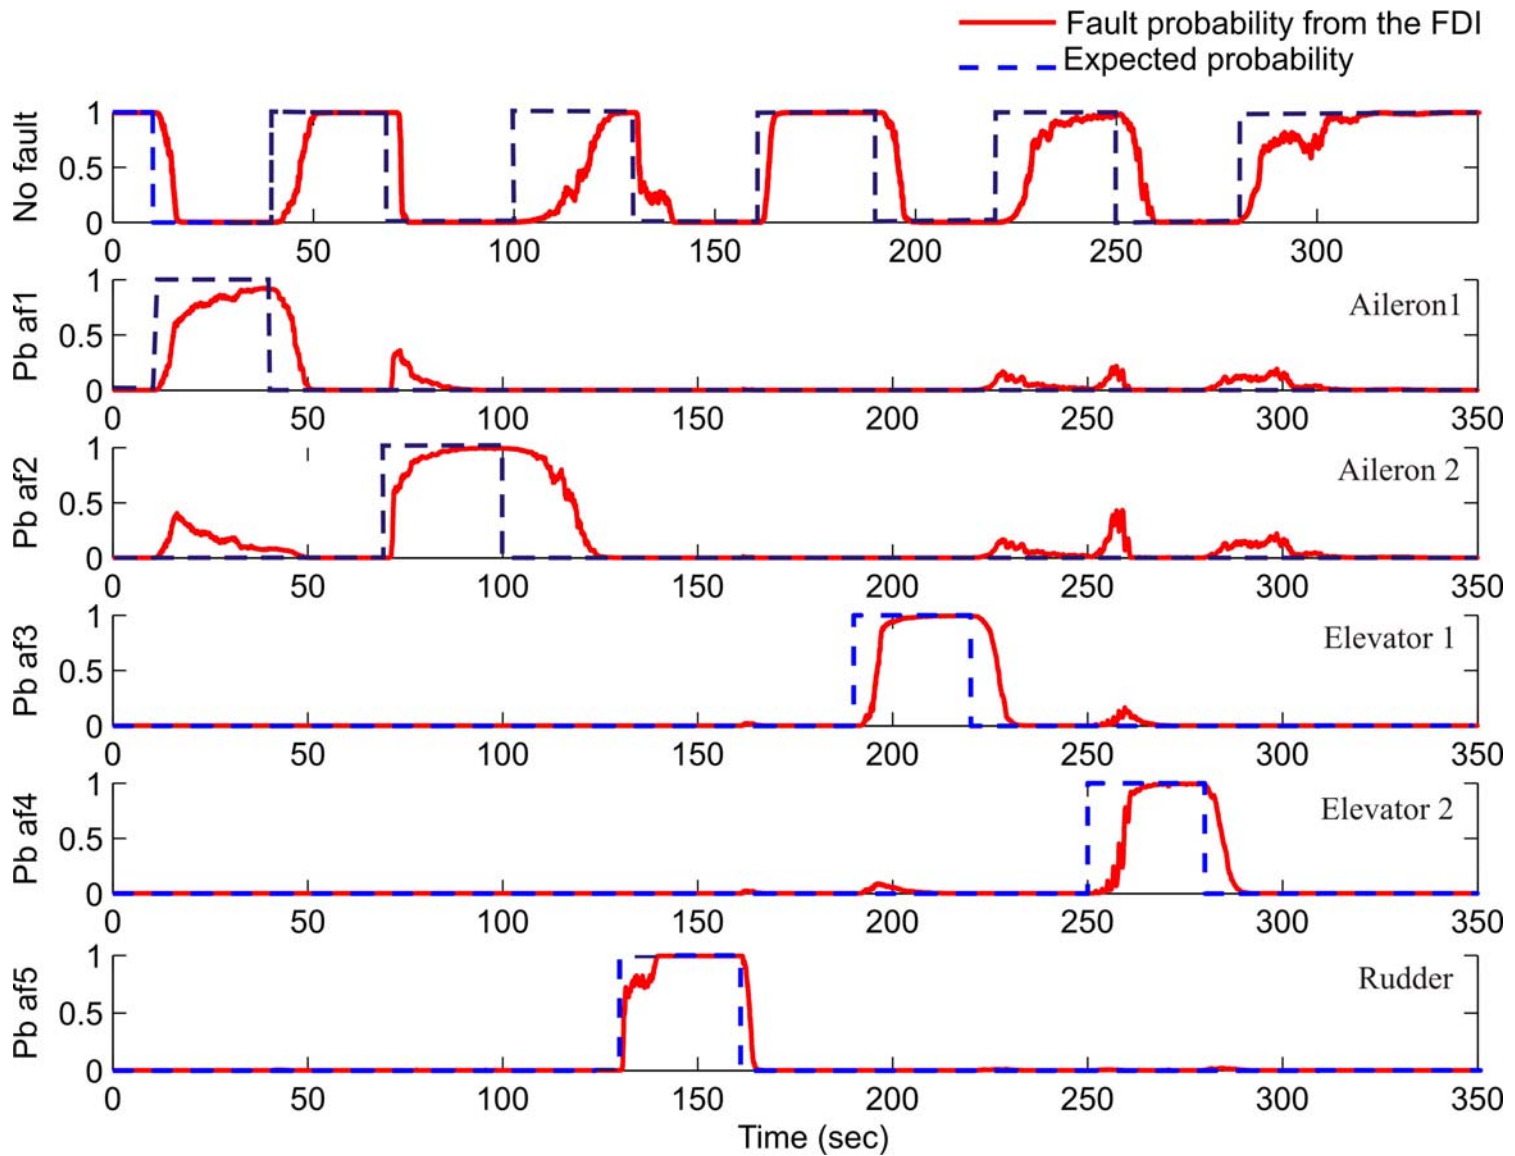 Fault probability from the FDI
Expected probability
No fault
1
0.5
0
0 50 100 150 200 250 300
Pb af1
1
0.5
0
Aileron1
0 50 100 150 200 250 300 350
Pb af2
1
0.5
0
Aileron 2
0 50 100 150 200 250 300 350
Pb af3
1
0.5
0
Elevator 1
0 50 100 150 200 250 300 350
Pb af4
1
0.5
0
Elevator 2
0 50 100 150 200 250 300 350
Pb af5
1
0.5
0
Rudder
0 50 100 150 200 250 300 350
Time (sec)